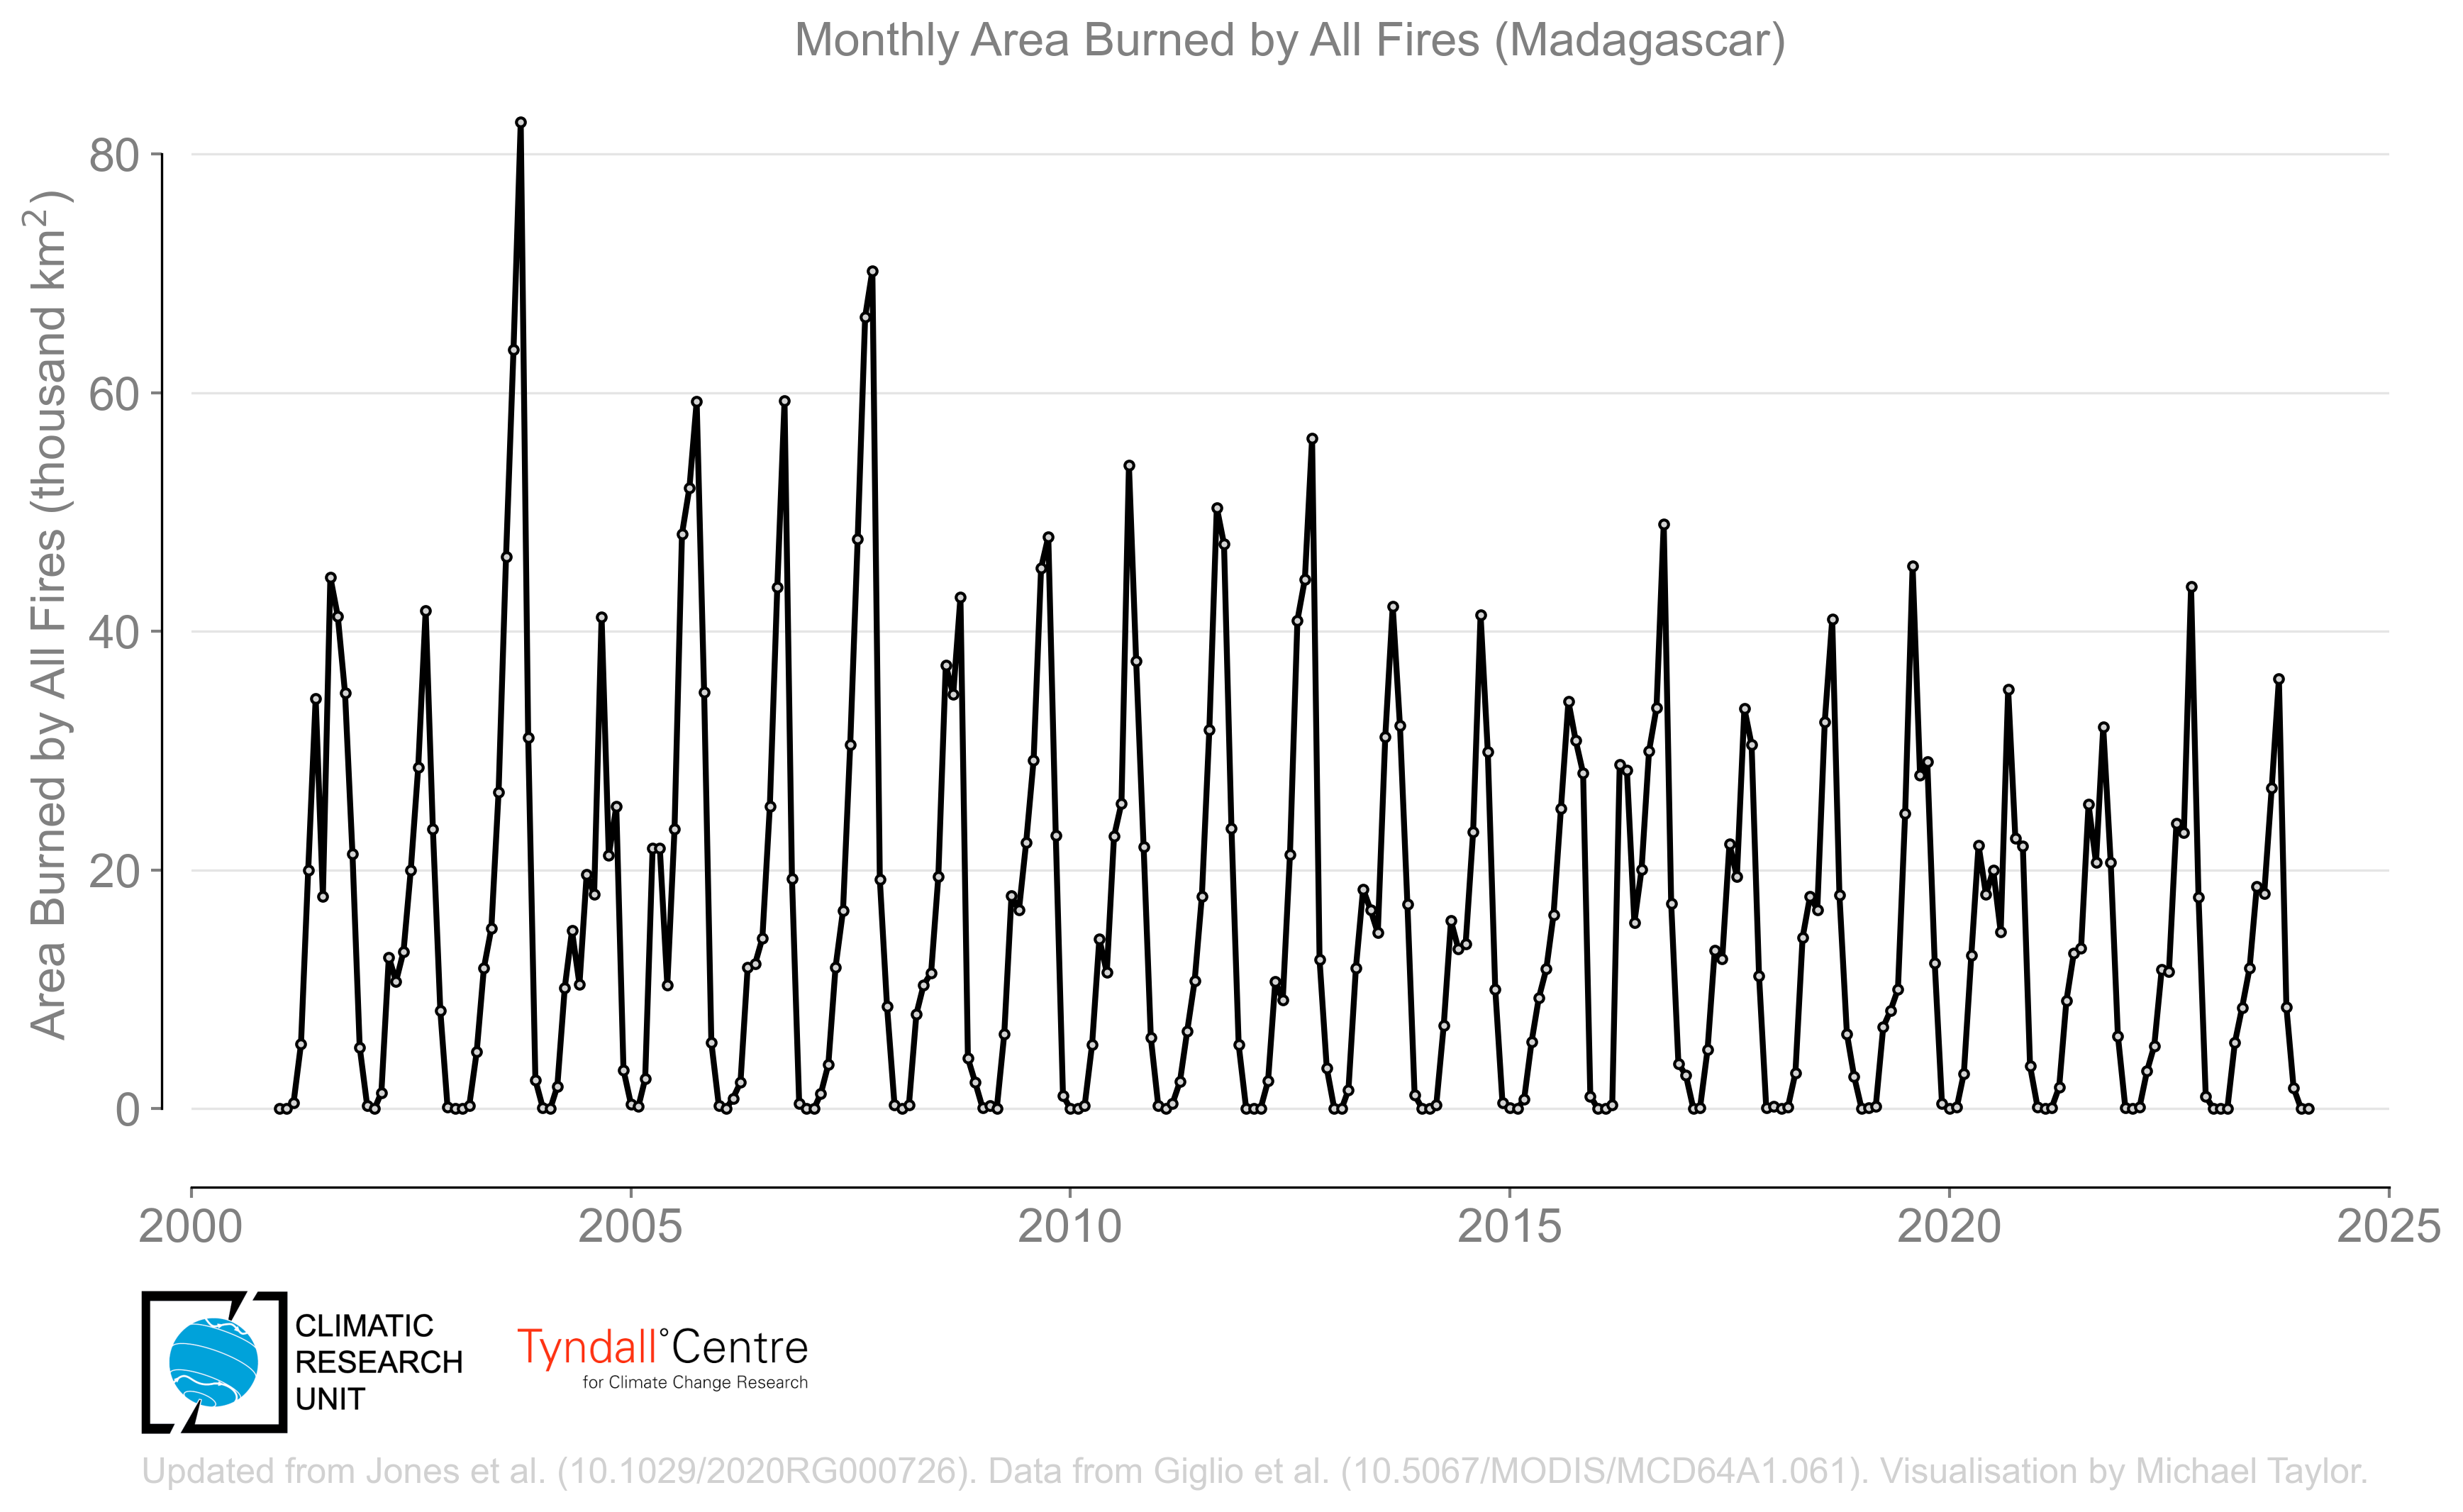 Monthly Area Burned by All Fires (Madagascar)
Area Burned by All Fires (thousand km²)
80
60
40
20
0
2000 2005 2010 2015 2020 2025
CLIMATIC
RESEARCH
UNIT
Tyndall°Centre
for Climate Change Research
Updated from Jones et al. (10.1029/2020RG000726). Data from Giglio et al. (10.5067/MODIS/MCD64A1.061). Visualisation by Michael Taylor.